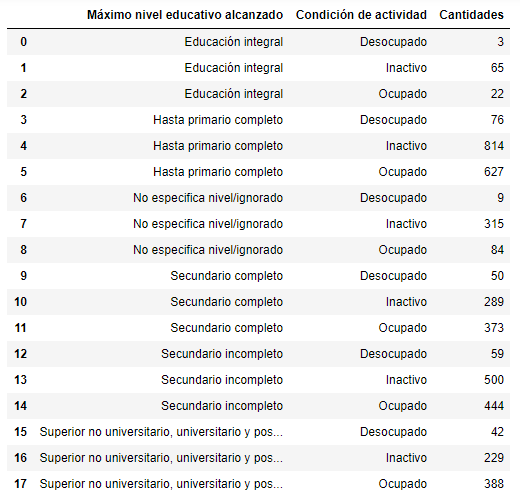 Máximo nivel educativo alcanzado Condición de actividad Cantidades
0 Educación integral Desocupado 3
1 Educación integral Inactivo 65
2 Educación integral Ocupado 22
3 Hasta primario completo Desocupado 76
4 Hasta primario completo Inactivo 814
5 Hasta primario completo Ocupado 627
6 No especifica nivel/ignorado Desocupado 9
7 No especifica nivel/ignorado Inactivo 315
8 No especifica nivel/ignorado Ocupado 84
9 Secundario completo Desocupado 50
10 Secundario completo Inactivo 289
11 Secundario completo Ocupado 373
12 Secundario incompleto Desocupado 59
13 Secundario incompleto Inactivo 500
14 Secundario incompleto Ocupado 444
15 Superior no universitario, universitario y pos... Desocupado 42
16 Superior no universitario, universitario y pos... Inactivo 229
17 Superior no universitario, universitario y pos... Ocupado 388